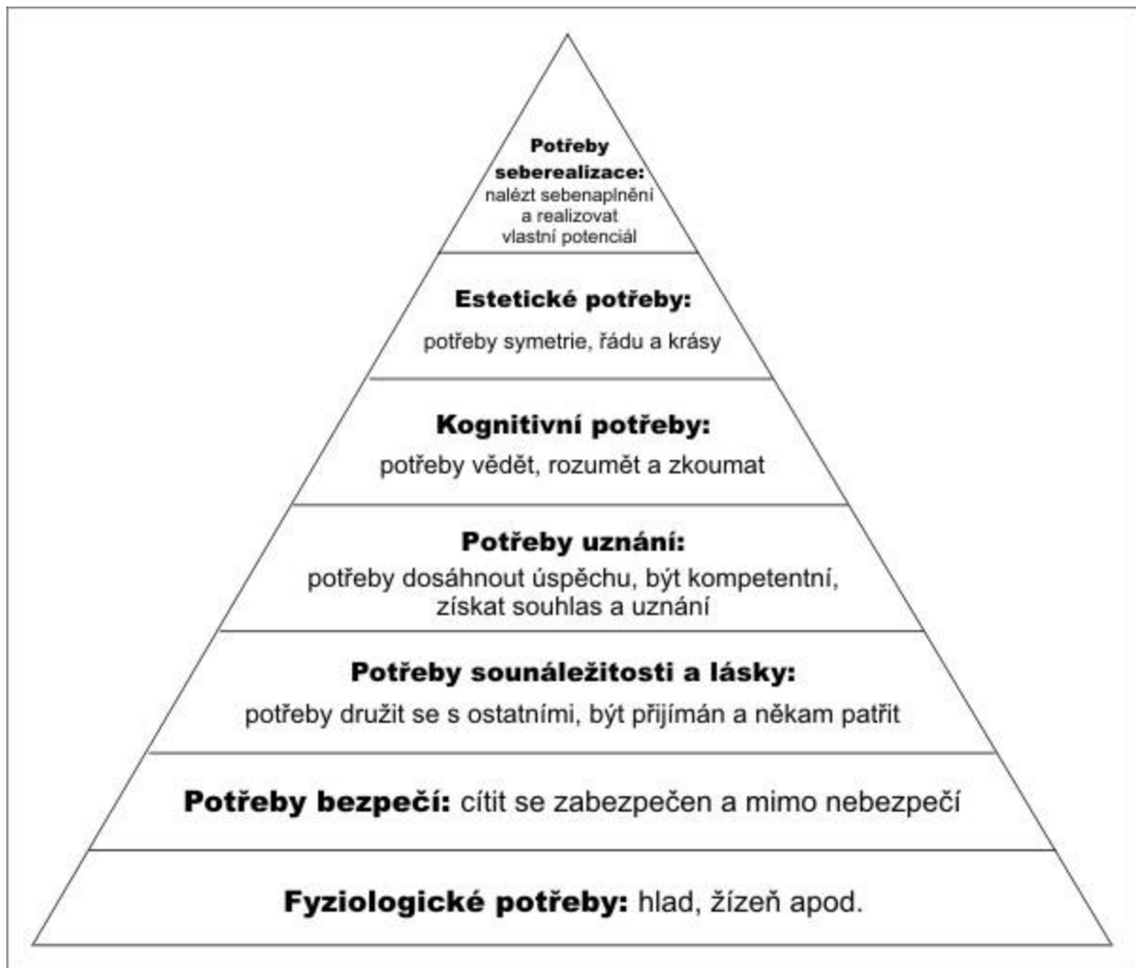 Potřeby
seberealizace:
nalézt sebenaplnění
a realizovat
vlastní potenciál
Estetické potřeby:
potřeby symetrie, řádu a krásy
Kognitivní potřeby:
potřeby vědět, rozumět a zkoumat
Potřeby uznání:
potřeby dosáhnout úspěchu, být kompetentní,
získat souhlas a uznání
Potřeby sounáležitosti a lásky:
potřeby družit se s ostatními, být přijímán a někam patřit
Potřeby bezpečí: cítit se zabezpečen a mimo nebezpečí
Fyziologické potřeby: hlad, žízeň apod.